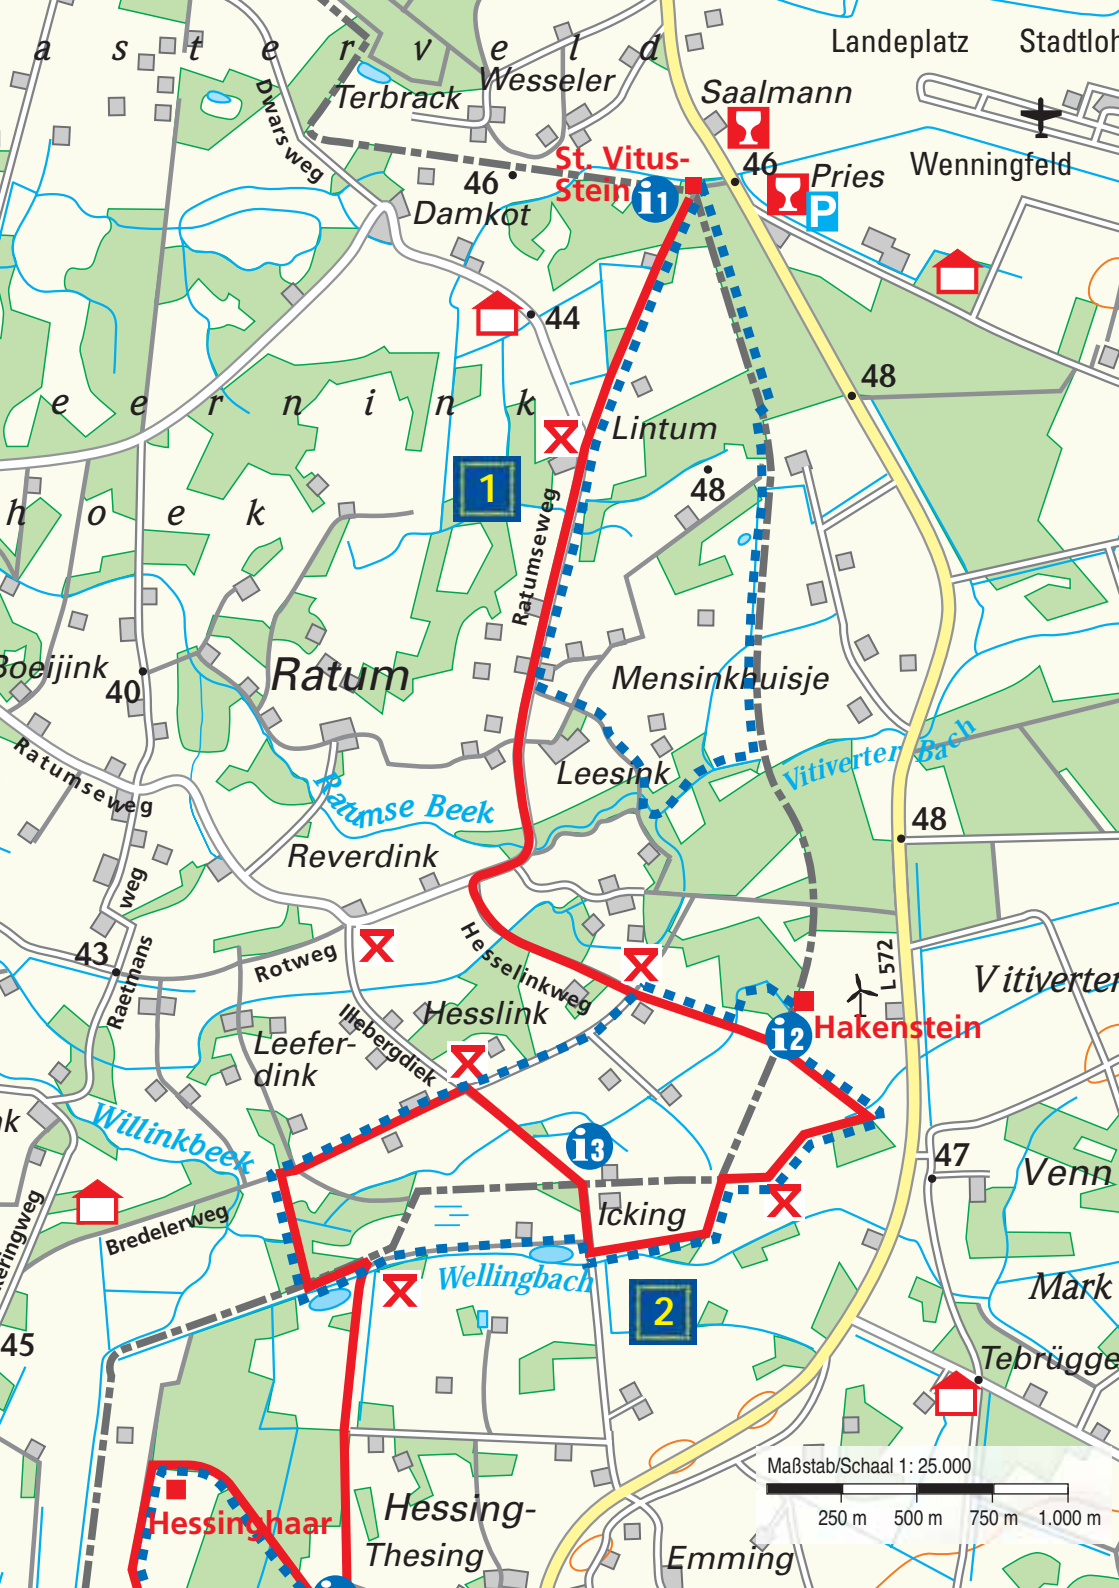 a s t e r v e l d
Landeplatz
Stadtloh
Wesseler
Terbrack
Saalmann
Dwarsweg
St. Vitus-
Stein
i1
46
46
Pries
P
Wenningfeld
Damkot
44
48
e e r n i n k
Lintum
48
1
h o e k
Ratumseweg
Boeijink
40
Ratum
Mensinkhuisje
Ratumseweg
Leesink
Vitiverter Bach
Ratumse Beek
48
Reverdink
weg
43
Raetmans
Rotweg
Hesselinkweg
L 572
Vitiverter
Hesslink
Illebergdiek
i2
Hakenstein
Leefer-
dink
nk
Willinkbeek
i3
47
Venn
Bredelerweg
Icking
eringweg
Wellingbach
2
Mark
45
Tebrügge
Maßstab/Schaal 1: 25.000
250 m 500 m 750 m 1.000 m
Hessinghaar
Hessing-
Thesing
Emming